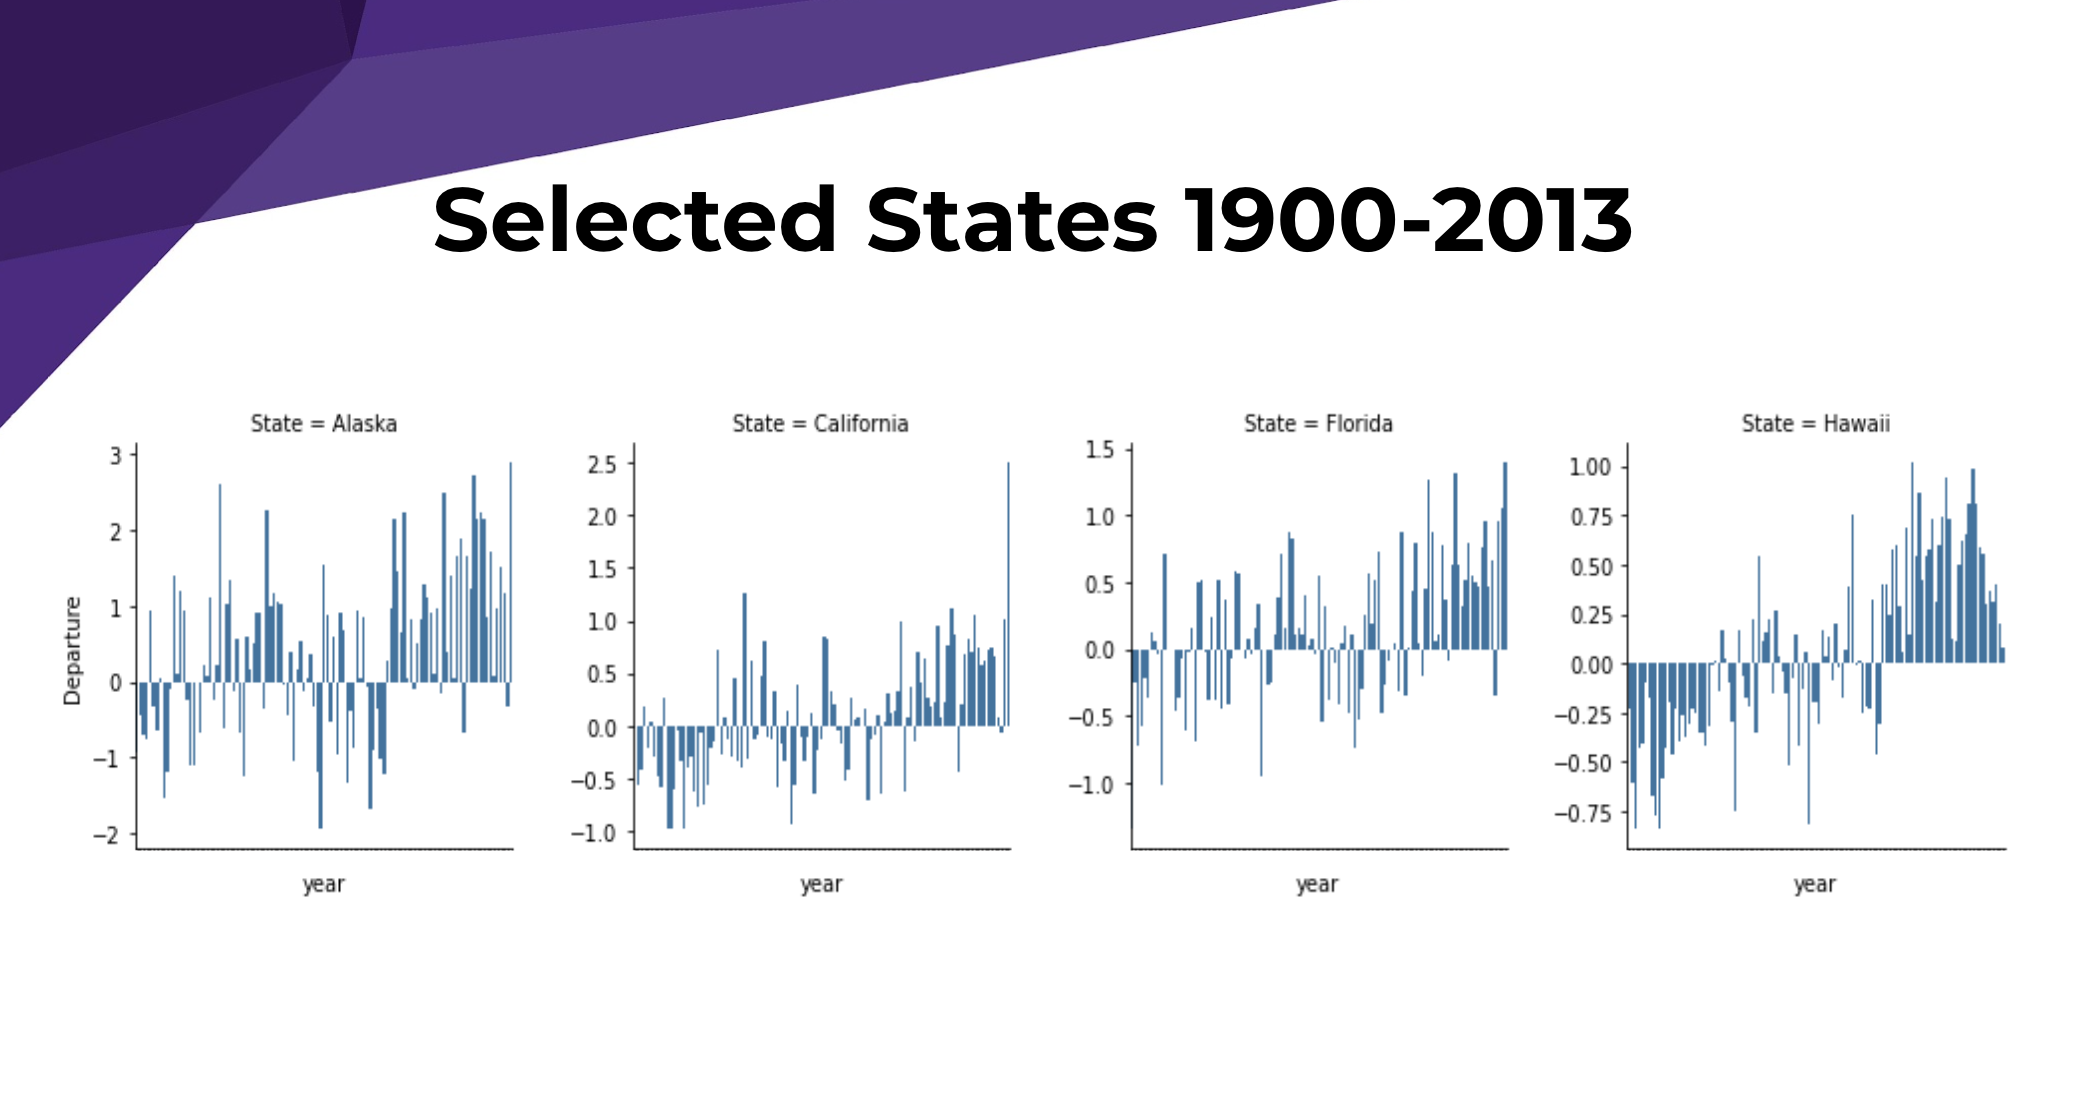 Selected States 1900-2013
State = Alaska
3
2
1
0
−1
−2
Departure
year
State = California
2.5
2.0
1.5
1.0
0.5
0.0
−0.5
−1.0
year
State = Florida
1.5
1.0
0.5
0.0
−0.5
−1.0
year
State = Hawaii
1.00
0.75
0.50
0.25
0.00
−0.25
−0.50
−0.75
year